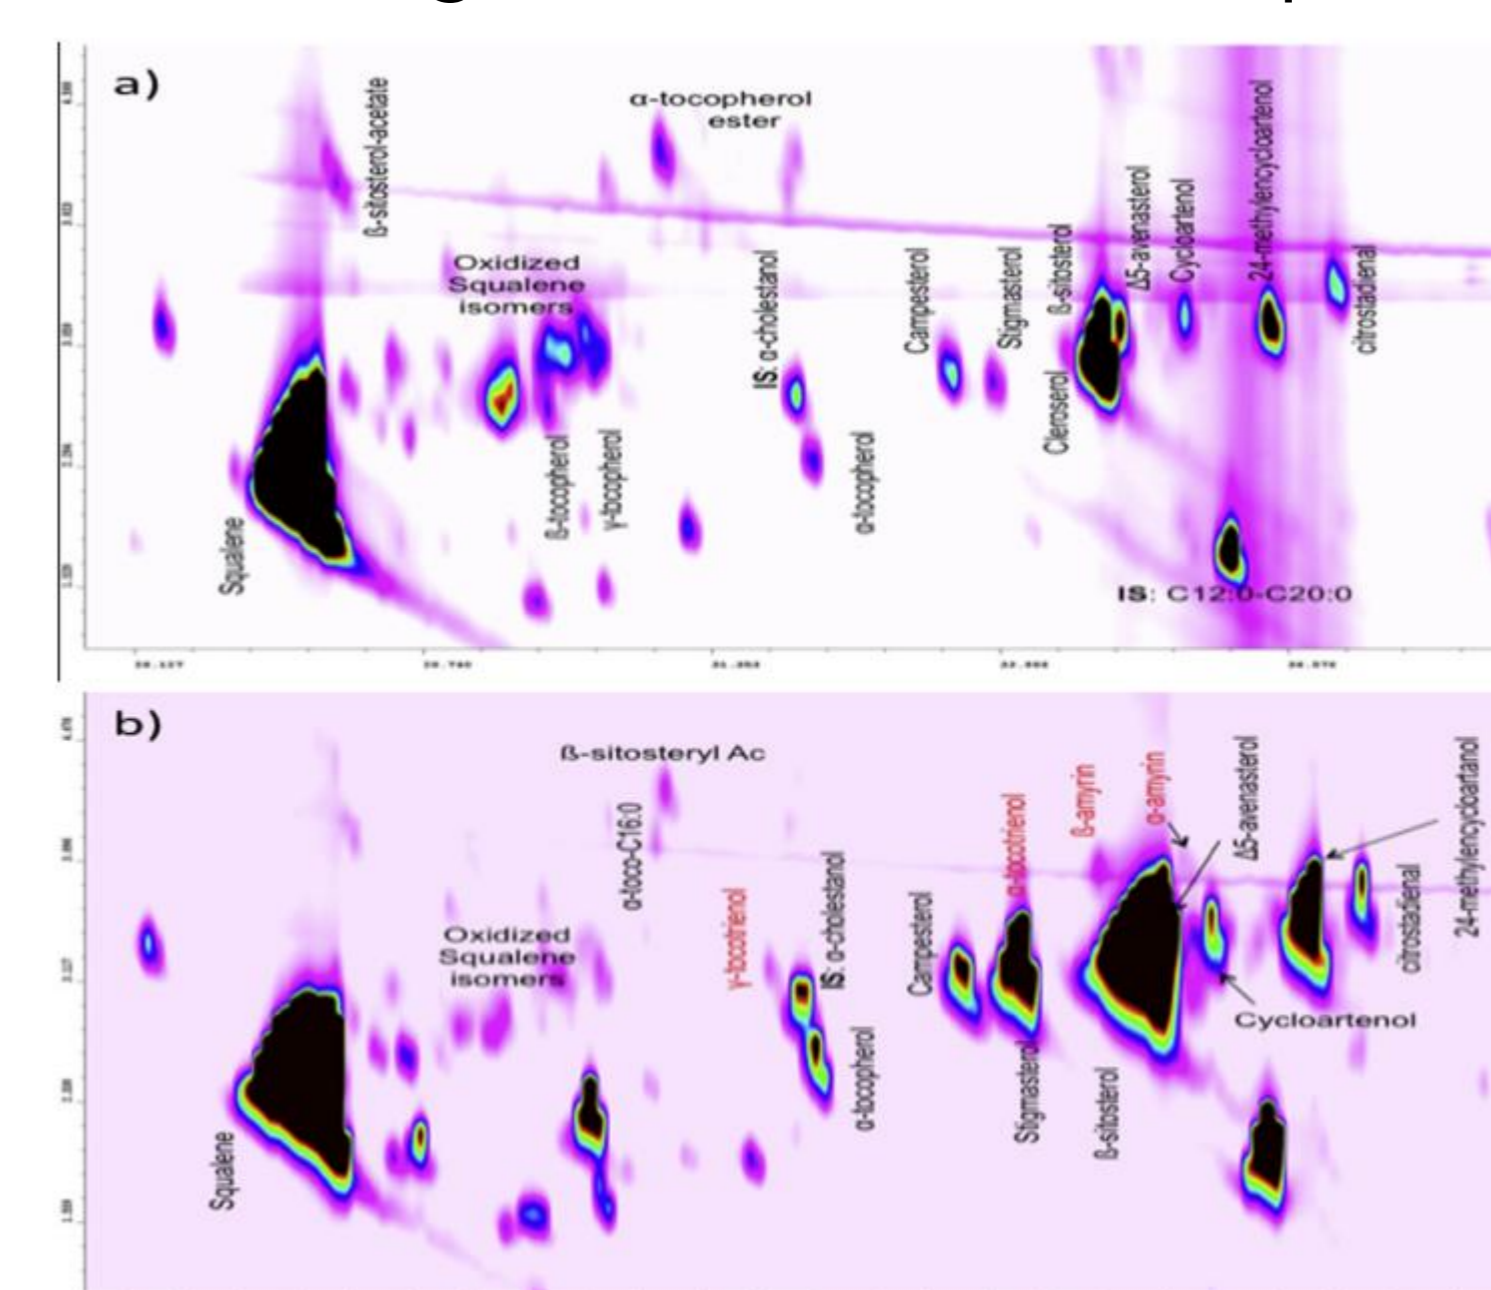 a)
ß-sitosterol-acetate
α-tocopherol
ester
Oxidized
Squalene
isomers
Squalene
ß-tocopherol
γ-tocopherol
IS: α-cholestanol
α-tocopherol
Campesterol
Stigmasterol
Cleroserol
ß-sitosterol
Δ5-avenasterol
Cycloartenol
24-methylencycloartenol
citrostadienal
IS: C12:0-C20:0
b)
ß-sitosteryl Ac
α-toco-C16:0
Oxidized
Squalene
isomers
Squalene
γ-tocotrienol
IS: α-cholestanol
α-tocopherol
Campesterol
α-tocotrienol
Stigmasterol
ß-amyrin
α-amyrin
Δ5-avenasterol
ß-sitosterol
Cycloartenol
citrostadienal
24-methylencycloartanol